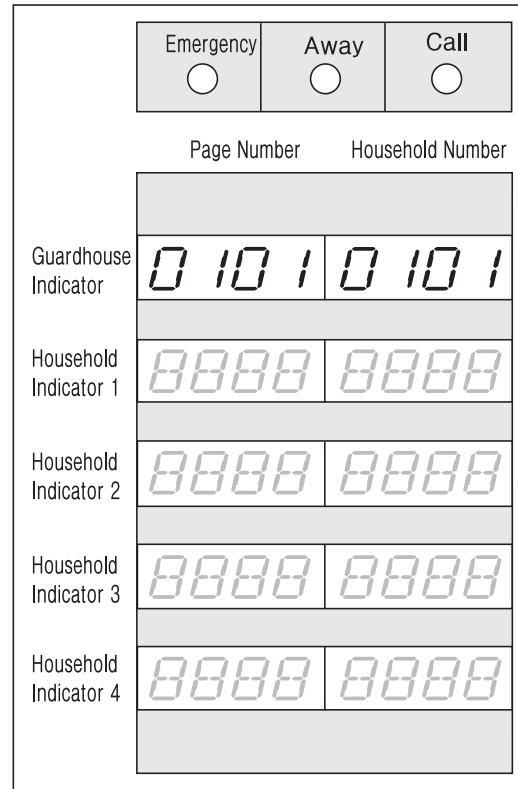 Emergency Away Call
Page Number Household Number
Guardhouse
Indicator
0101 0101
Household
Indicator 1
8888 8888
Household
Indicator 2
8888 8888
Household
Indicator 3
8888 8888
Household
Indicator 4
8888 8888